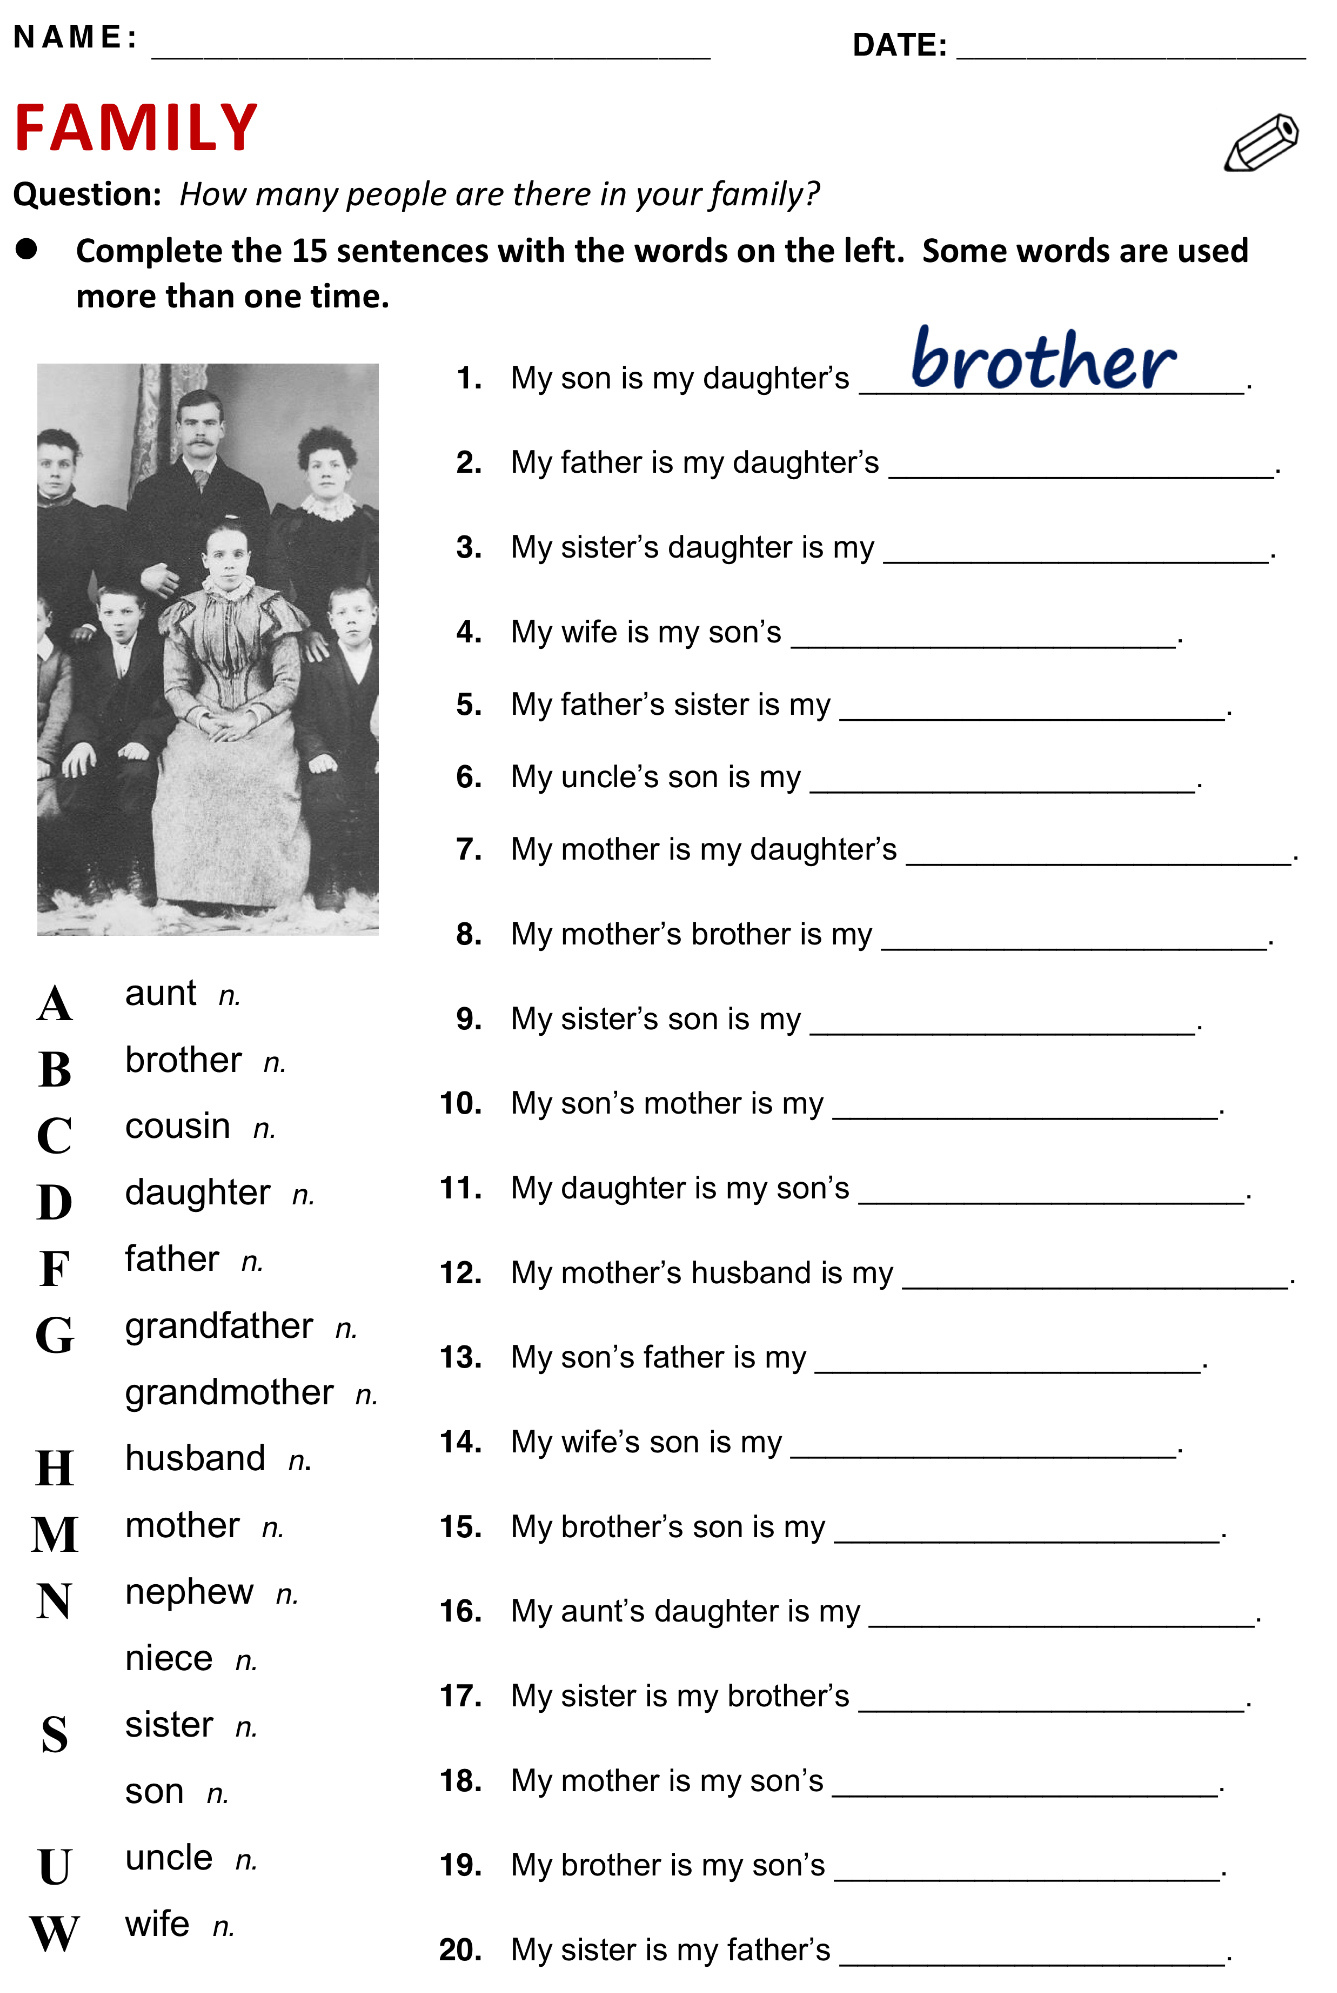 NAME: ________________________________ DATE: ____________________
FAMILY
Question: How many people are there in your family?
● Complete the 15 sentences with the words on the left. Some words are used
more than one time.
1. My son is my daughter’s brother.
2. My father is my daughter’s ______________________.
3. My sister’s daughter is my ______________________.
4. My wife is my son’s ______________________.
5. My father’s sister is my ______________________.
6. My uncle’s son is my ______________________.
7. My mother is my daughter’s ______________________.
8. My mother’s brother is my ______________________.
9. My sister’s son is my ______________________.
10. My son’s mother is my ______________________.
11. My daughter is my son’s ______________________.
12. My mother’s husband is my ______________________.
13. My son’s father is my ______________________.
14. My wife’s son is my ______________________.
15. My brother’s son is my ______________________.
16. My aunt’s daughter is my ______________________.
17. My sister is my brother’s ______________________.
18. My mother is my son’s ______________________.
19. My brother is my son’s ______________________.
20. My sister is my father’s ______________________.
A aunt n.
B brother n.
C cousin n.
D daughter n.
F father n.
G grandfather n.
grandmother n.
H husband n.
M mother n.
N nephew n.
niece n.
S sister n.
son n.
U uncle n.
W wife n.